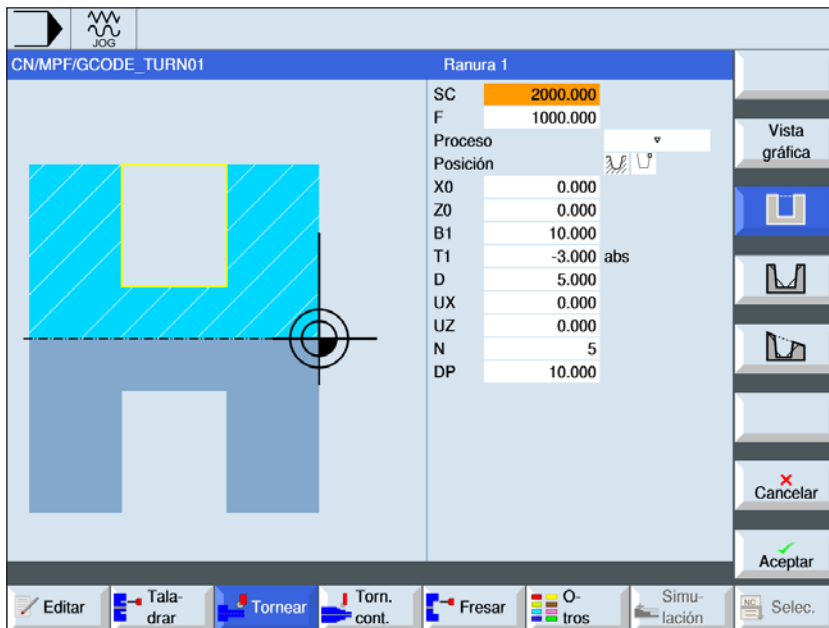 JOG
CN/MPF/GCODE_TURN01
Ranura 1
SC 2000.000
F 1000.000
Proceso
Posición
X0 0.000
Z0 0.000
B1 10.000
T1 -3.000 abs
D 5.000
UX 0.000
UZ 0.000
N 5
DP 10.000
Vista
gráfica
Cancelar
Aceptar
Editar
Tala-
drar
Tornear
Torn.
cont.
Fresar
O-
tros
Simu-
lación
NC
Selec.